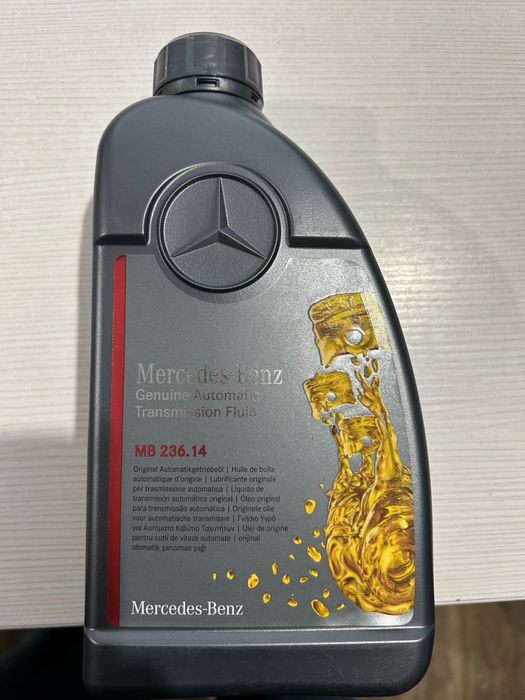 Mercedes-Benz
Genuine Automatic
Transmission Fluid
MB 236.14
Original Automatikgetriebeöl | Huile de boîte
automatique d'origine | Lubrificante originale
per trasmissione automatica | Líquido de
transmisión automática original | Óleo original
para transmissão automática | Originele olie
voor automatische transmissie | Γνήσιο Υγρό
για Αυτόματο Κιβώτιο Ταχυτήτων | Ulei de origine
pentru cutii de viteze automate | orijinal
otomatik şanzıman yağı
Mercedes-Benz